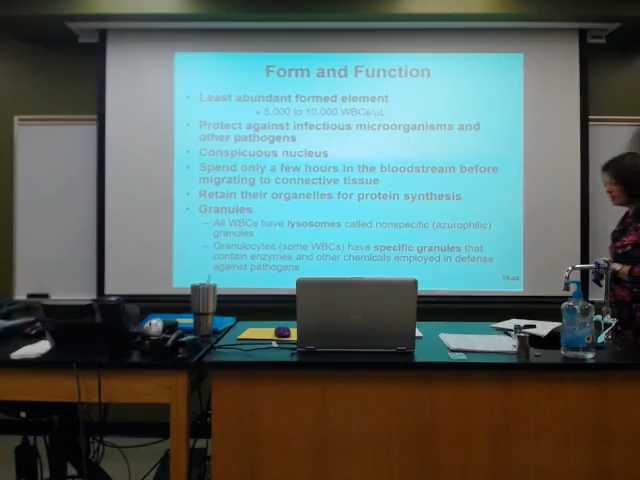 Form and Function
• Least abundant formed element
» 5,000 to 10,000 WBCs/µL
• Protect against infectious microorganisms and
other pathogens
• Conspicuous nucleus
• Spend only a few hours in the bloodstream before
migrating to connective tissue
• Retain their organelles for protein synthesis
• Granules
– All WBCs have lysosomes called nonspecific (azurophilic)
granules
– Granulocytes (some WBCs) have specific granules that
contain enzymes and other chemicals employed in defense
against pathogens